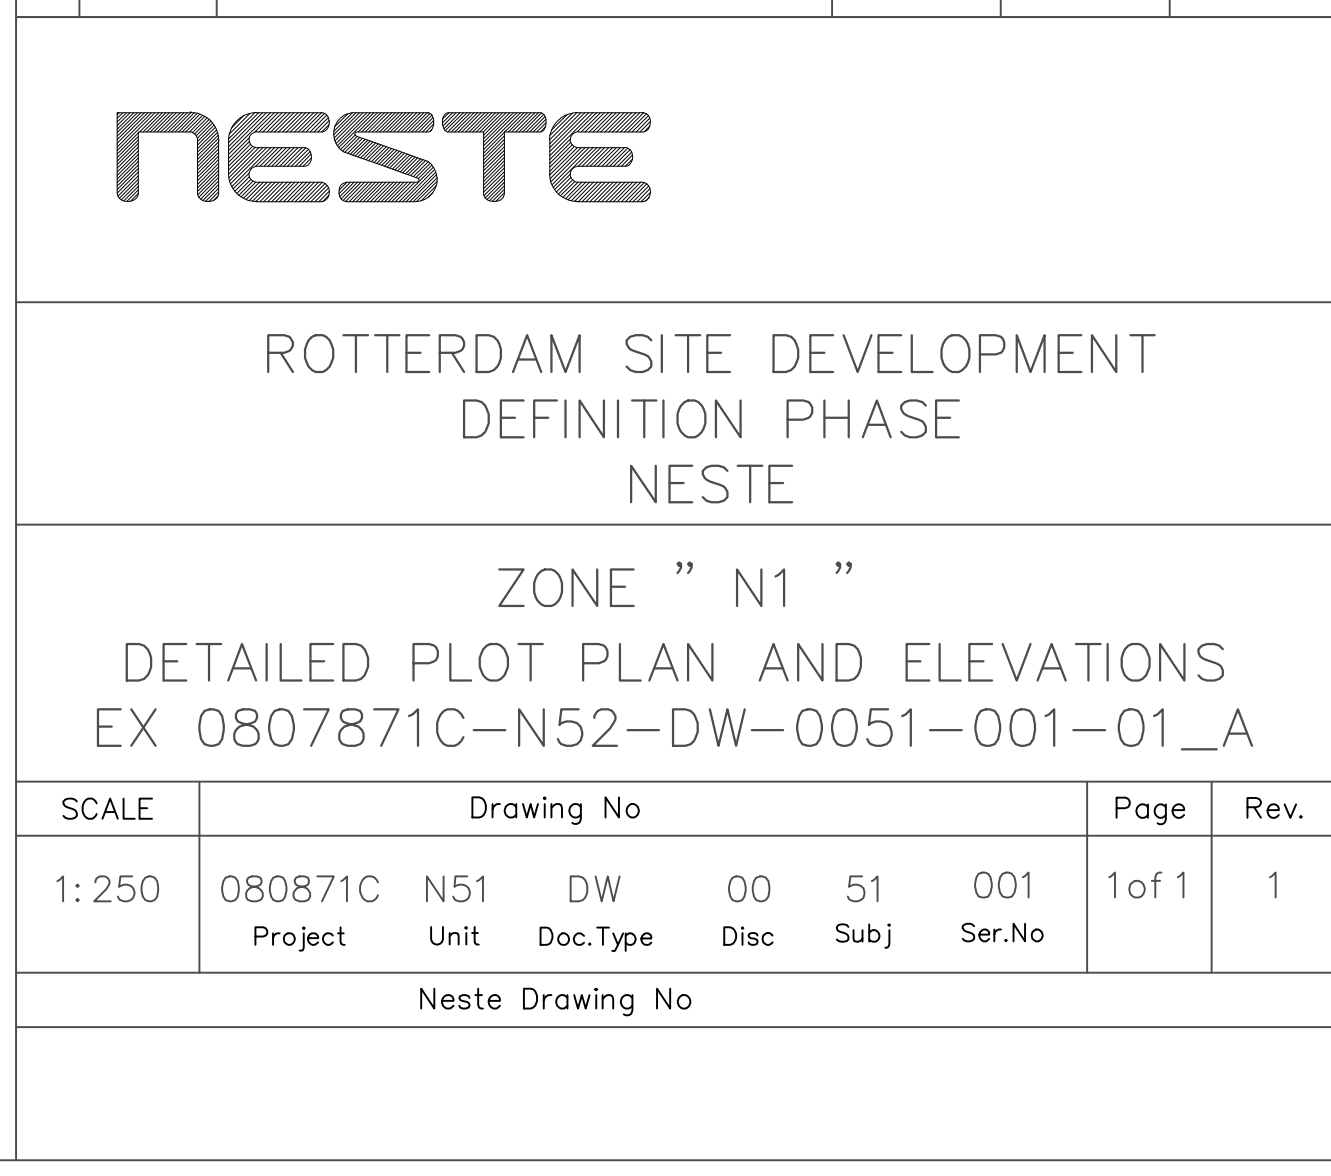 NESTE
ROTTERDAM SITE DEVELOPMENT
DEFINITION PHASE
NESTE
ZONE ” N1 ”
DETAILED PLOT PLAN AND ELEVATIONS
EX 0807871C-N52-DW-0051-001-01_A
SCALE Drawing No Page Rev.
1:250 080871C N51 DW 00 51 001 1of 1 1
Project Unit Doc.Type Disc Subj Ser.No
Neste Drawing No